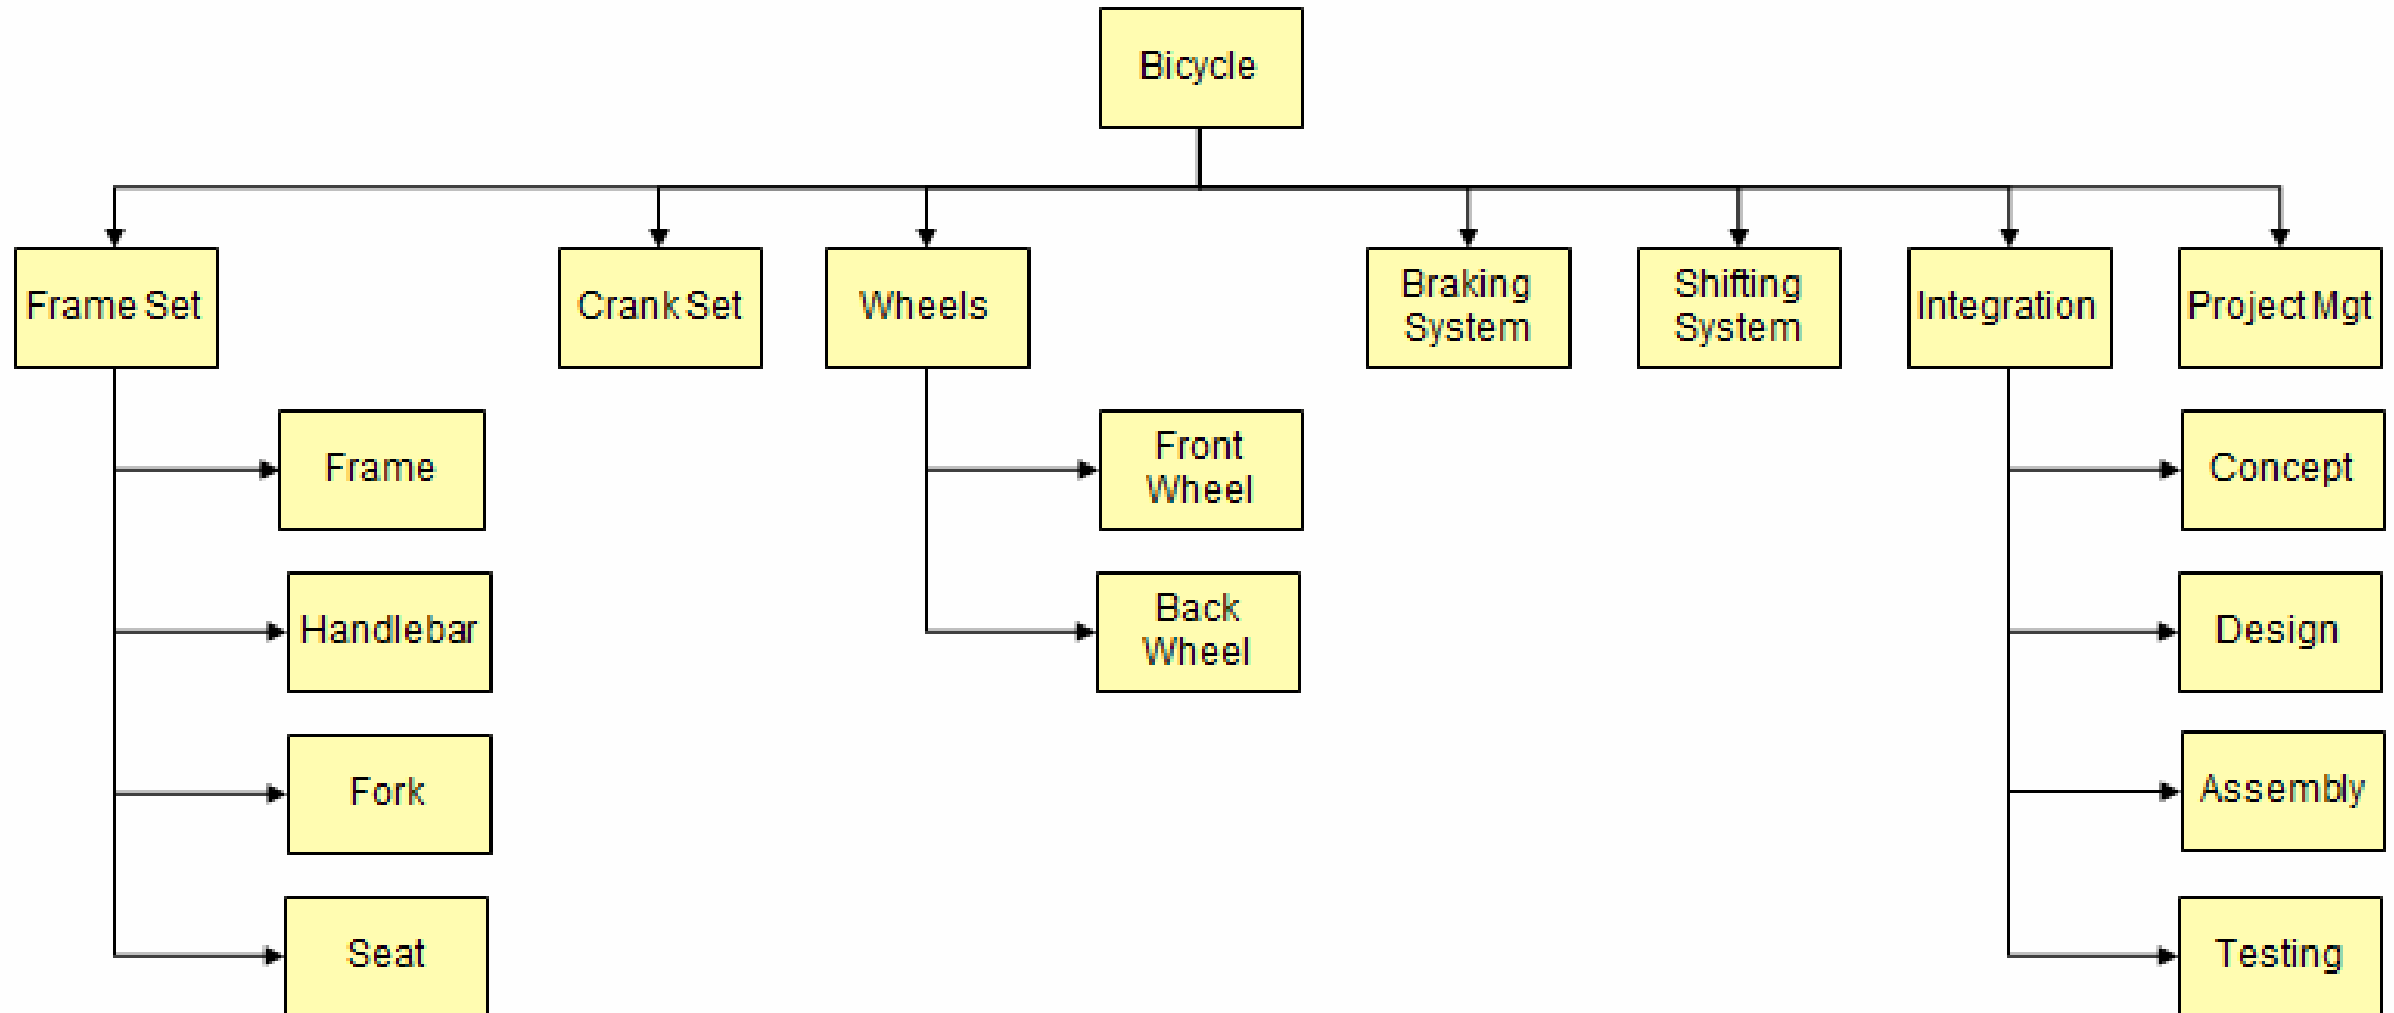 Bicycle
Frame Set
Crank Set
Wheels
Braking
System
Shifting
System
Integration
Project Mgt
Frame
Front
Wheel
Concept
Handlebar
Back
Wheel
Design
Fork
Assembly
Seat
Testing